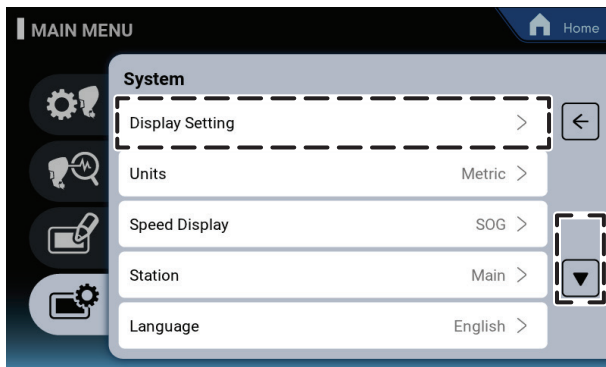 MAIN MENU
Home
System
Display Setting
Units Metric
Speed Display SOG
Station Main
Language English